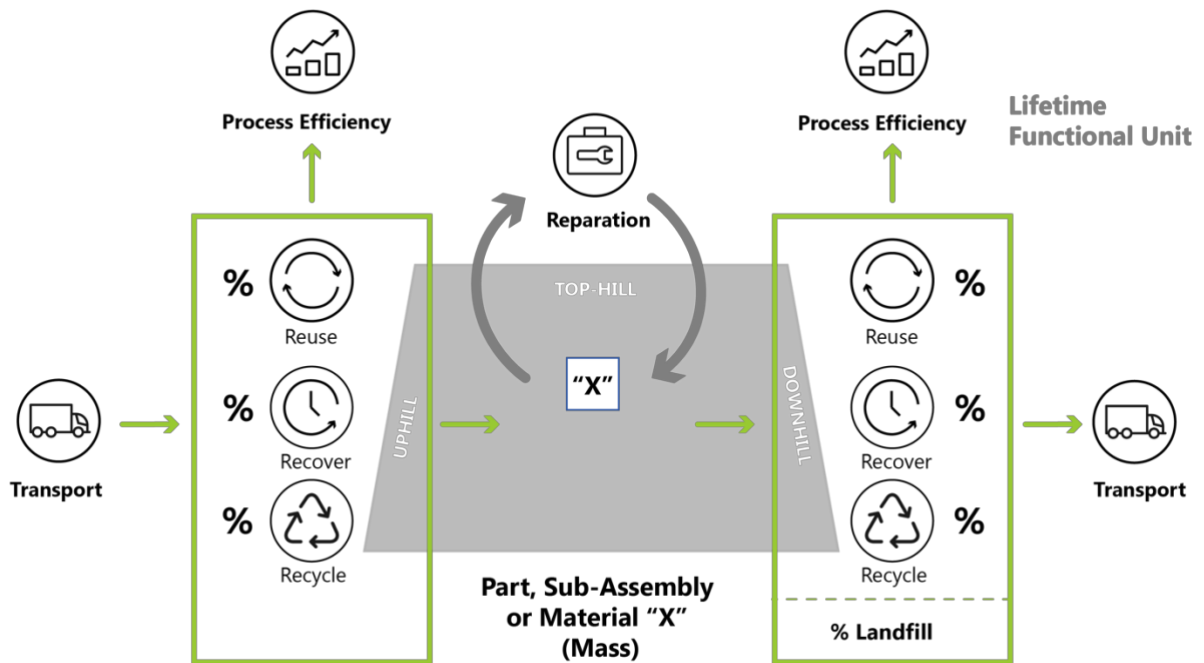 Process Efficiency
Process Efficiency
Lifetime
Functional Unit
Reparation
%
Reuse
TOP-HILL
Reuse
%
%
Recover
UPHILL
"X"
DOWNHILL
Recover
%
Transport
Transport
%
Recycle
Recycle
%
Part, Sub-Assembly
or Material "X"
(Mass)
% Landfill